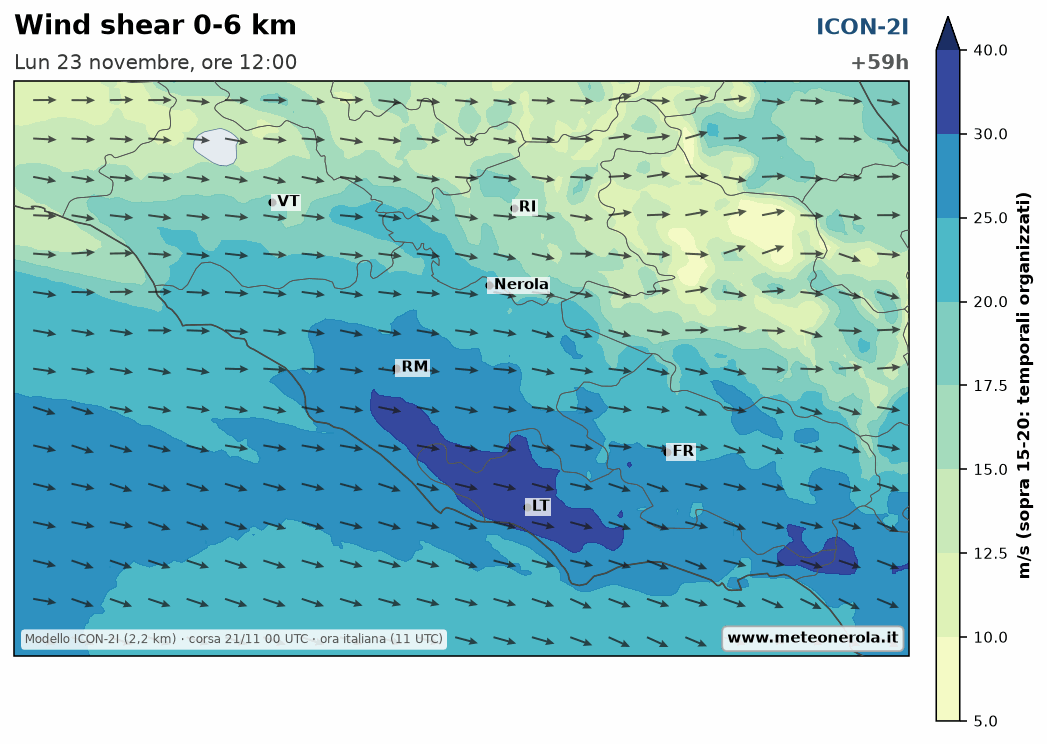 Wind shear 0-6 km
ICON-2I
Lun 23 novembre, ore 12:00
+59h
VT
RI
Nerola
RM
FR
LT
Modello ICON-2I (2,2 km) · corsa 21/11 00 UTC · ora italiana (11 UTC)
www.meteonerola.it
40.0
30.0
25.0
20.0
17.5
15.0
12.5
10.0
5.0
m/s (sopra 15-20: temporali organizzati)